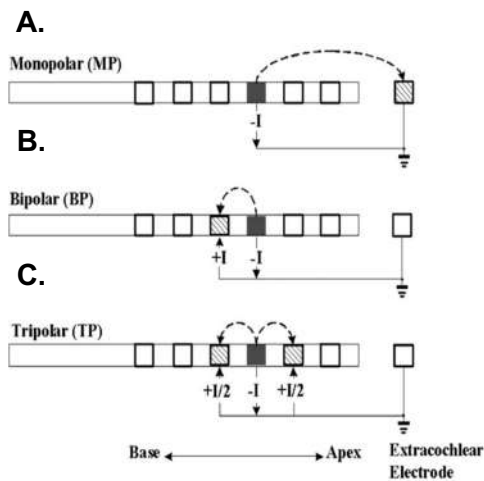 A.
Monopolar (MP)
-I
B.
Bipolar (BP)
+I -I
C.
Tripolar (TP)
+I/2 -I +I/2
Base Apex Extracochlear
Electrode